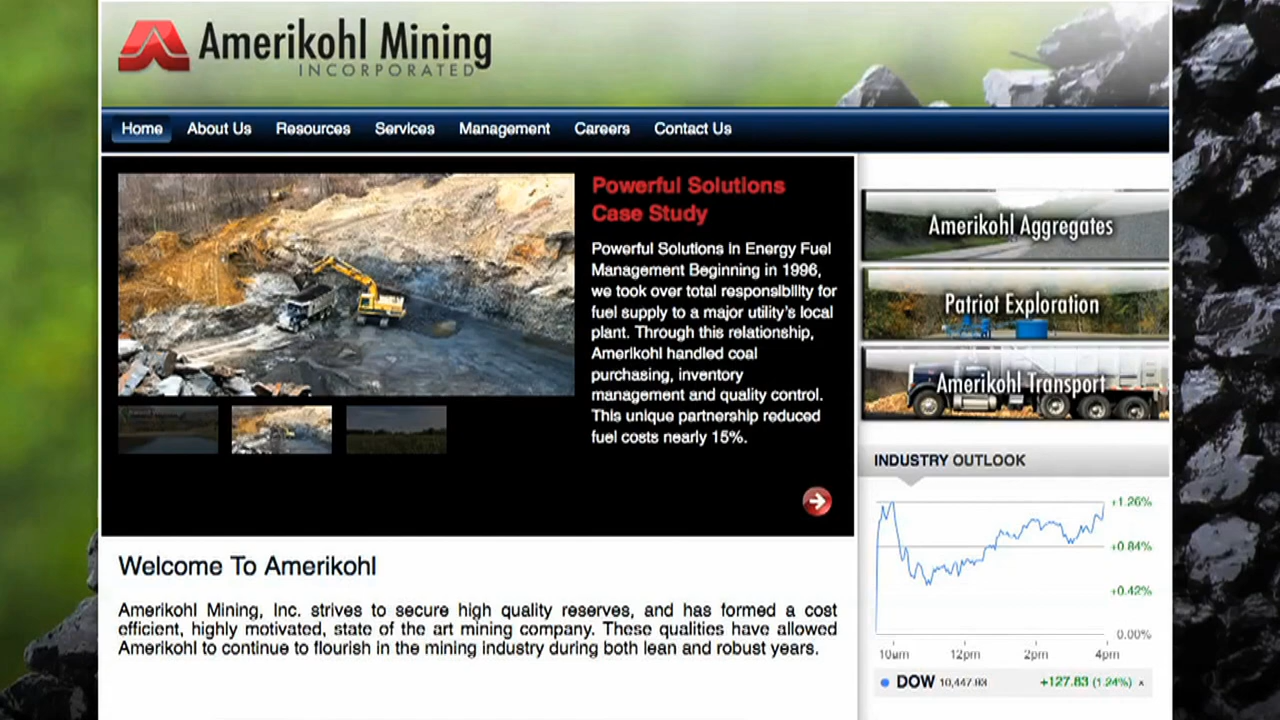 Amerikohl Mining
INCORPORATED
Home About Us Resources Services Management Careers Contact Us
Powerful Solutions
Case Study
Powerful Solutions in Energy Fuel
Management Beginning in 1996,
we took over total responsibility for
fuel supply to a major utility's local
plant. Through this relationship,
Amerikohl handled coal
purchasing, inventory
management and quality control.
This unique partnership reduced
fuel costs nearly 15%.
Amerikohl Aggregates
Patriot Exploration
Amerikohl Transport
INDUSTRY OUTLOOK
+1.26%
+0.84%
+0.42%
0.00%
10am 12pm 2pm 4pm
DOW 10,447.83 +127.83 (1.24%)
Welcome To Amerikohl
Amerikohl Mining, Inc. strives to secure high quality reserves, and has formed a cost
efficient, highly motivated, state of the art mining company. These qualities have allowed
Amerikohl to continue to flourish in the mining industry during both lean and robust years.